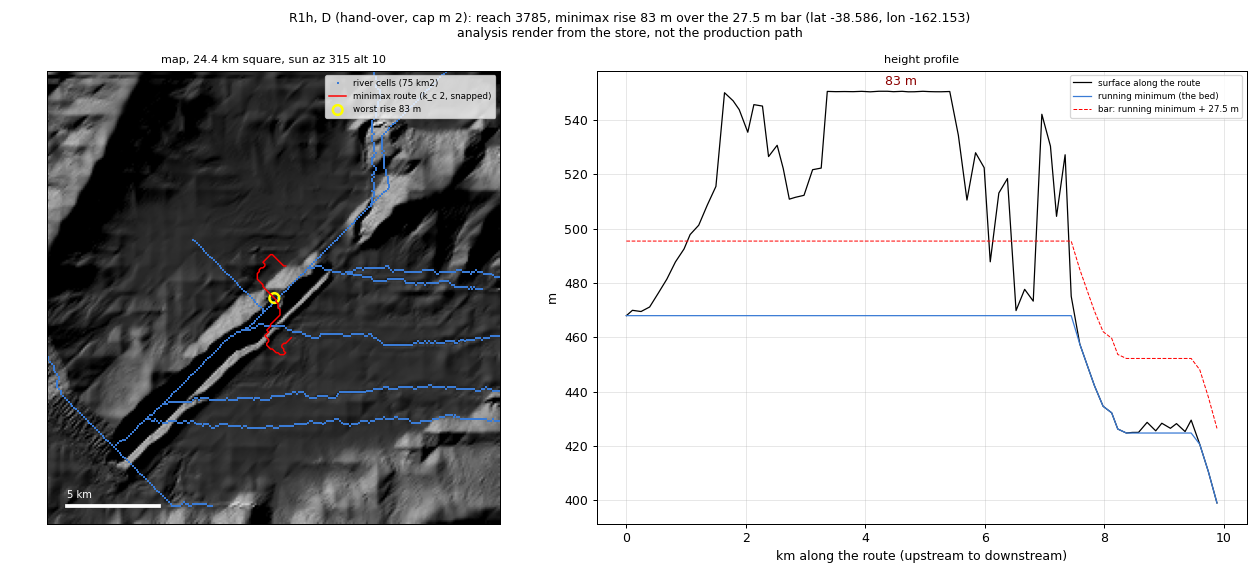 R1h, D (hand-over, cap m 2): reach 3785, minimax rise 83 m over the 27.5 m bar (lat -38.586, lon -162.153)
analysis render from the store, not the production path
map, 24.4 km square, sun az 315 alt 10
river cells (75 km2)
minimax route (k_c 2, snapped)
worst rise 83 m
5 km
height profile
83 m
surface along the route
running minimum (the bed)
bar: running minimum + 27.5 m
m
540
520
500
480
460
440
420
400
0 2 4 6 8 10
km along the route (upstream to downstream)